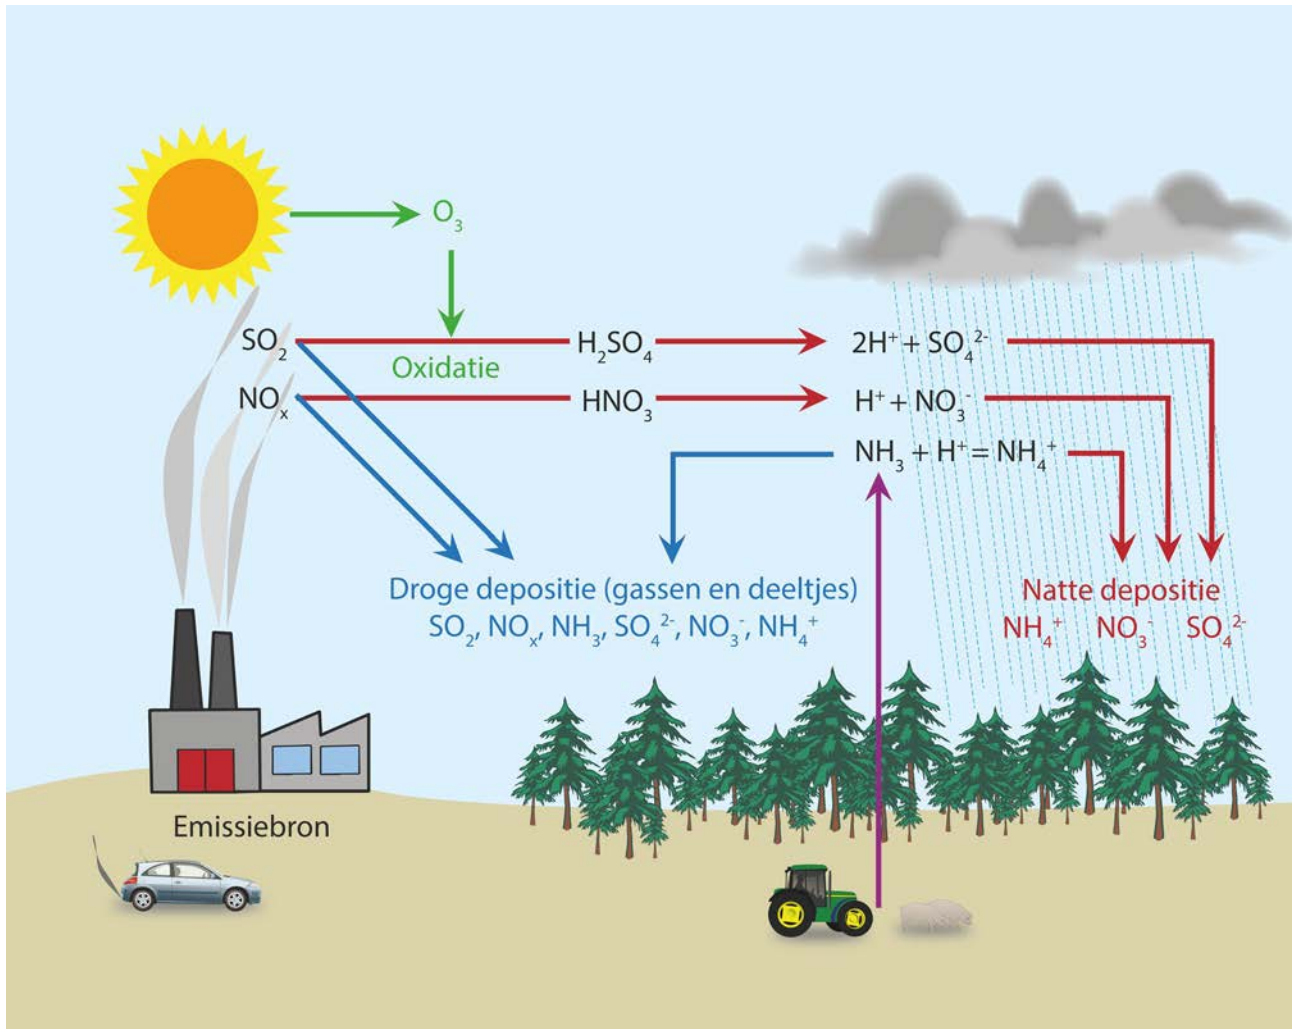 O₃
SO₂ H₂SO₄ 2H⁺ + SO₄²⁻
Oxidatie
NOₓ HNO₃ H⁺ + NO₃⁻
NH₃ + H⁺ = NH₄⁺
Droge depositie (gassen en deeltjes)
SO₂, NOₓ, NH₃, SO₄²⁻, NO₃⁻, NH₄⁺
Natte depositie
NH₄⁺ NO₃⁻ SO₄²⁻
Emissiebron